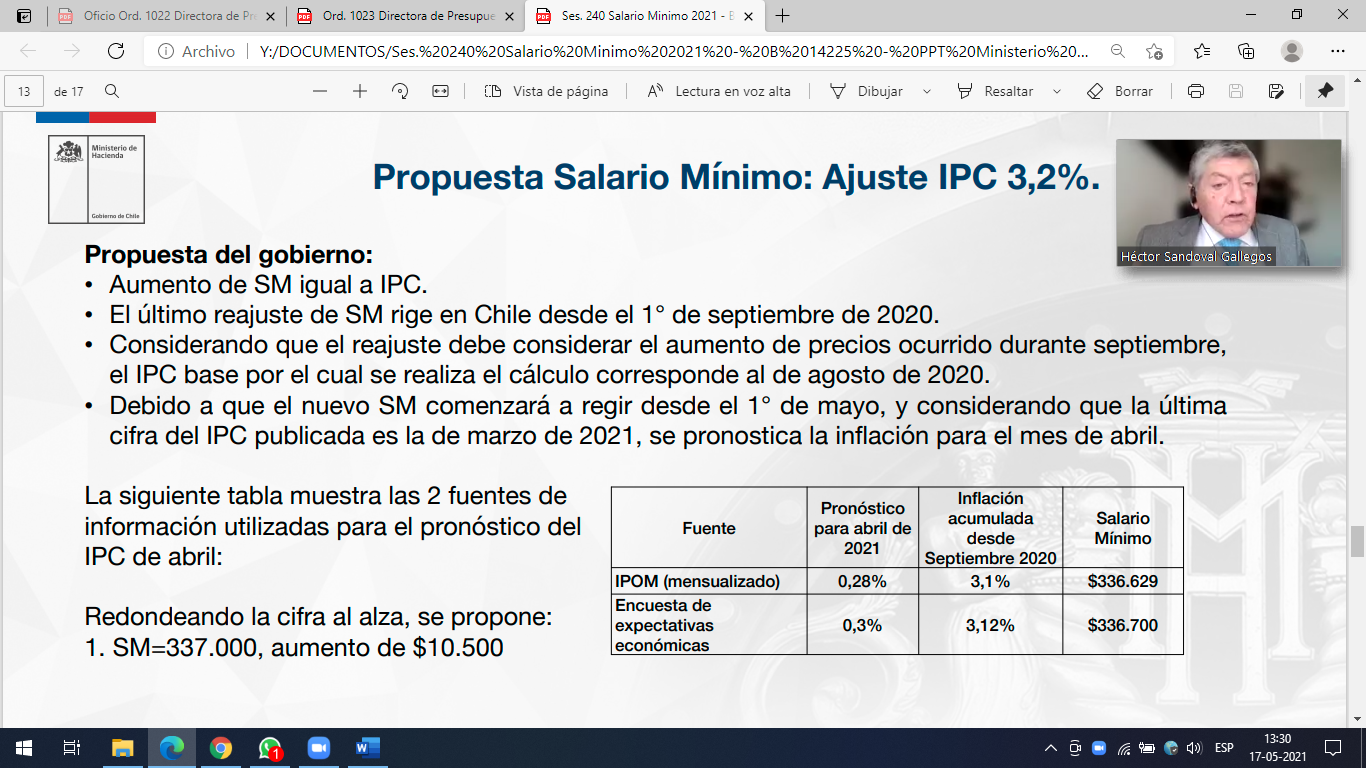 Oficio Ord. 1022 Directora de Pr
Ord. 1023 Directora de Presupue
Ses. 240 Salario Minimo 2021 - B
Archivo
Y:/DOCUMENTOS/Ses.%20240%20Salario%20Minimo%202021%20-%20B%2014225%20-%20PPT%20Ministerio%20...
13
de 17
Vista de página
Lectura en voz alta
Dibujar
Resaltar
Borrar
Ministerio de
Hacienda
Gobierno de Chile
Propuesta Salario Mínimo: Ajuste IPC 3,2%.
Héctor Sandoval Gallegos
Propuesta del gobierno:
• Aumento de SM igual a IPC.
• El último reajuste de SM rige en Chile desde el 1° de septiembre de 2020.
• Considerando que el reajuste debe considerar el aumento de precios ocurrido durante septiembre,
el IPC base por el cual se realiza el cálculo corresponde al de agosto de 2020.
• Debido a que el nuevo SM comenzará a regir desde el 1° de mayo, y considerando que la última
cifra del IPC publicada es la de marzo de 2021, se pronostica la inflación para el mes de abril.
La siguiente tabla muestra las 2 fuentes de
información utilizadas para el pronóstico del
IPC de abril:
Redondeando la cifra al alza, se propone:
1. SM=337.000, aumento de $10.500
Fuente
Pronóstico
para abril de
2021
Inflación
acumulada
desde
Septiembre 2020
Salario
Mínimo
IPOM (mensualizado)
0,28%
3,1%
$336.629
Encuesta de
expectativas
económicas
0,3%
3,12%
$336.700
1
ESP
13:30
17-05-2021